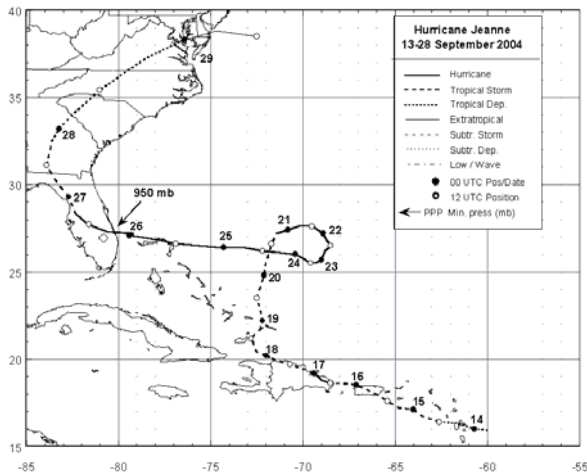 40
35
30
25
20
15
-85
-80
-75
-70
-65
-60
-55
Hurricane Jeanne
13-28 September 2004
Hurricane
Tropical Storm
Tropical Dep.
Extratropical
Subtr. Storm
Subtr. Dep.
Low / Wave
00 UTC Pos/Date
12 UTC Position
PPP Min. press (mb)
29
28
27
950 mb
26
25
24
23
22
21
20
19
18
17
16
15
14